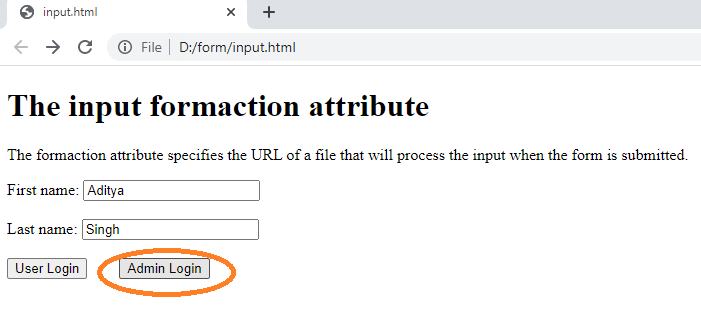 input.html
File | D:/form/input.html
The input formaction attribute
The formaction attribute specifies the URL of a file that will process the input when the form is submitted.
First name: Aditya
Last name: Singh
User Login Admin Login